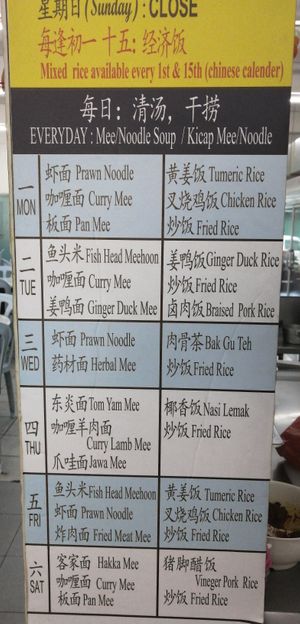 星期日(Sunday) : CLOSE
每逢初一十五: 经济饭
Mixed rice available every 1st & 15th (chinese calender)
每日: 清汤, 干捞
EVERYDAY : Mee/Noodle Soup / Kicap Mee/Noodle
一
MON
虾面 Prawn Noodle
咖喱面 Curry Mee
板面 Pan Mee
黄姜饭 Tumeric Rice
叉烧鸡饭 Chicken Rice
炒饭 Fried Rice
二
TUE
鱼头米 Fish Head Meehoon
咖喱面 Curry Mee
姜鸭面 Ginger Duck Mee
姜鸭饭 Ginger Duck Rice
炒饭 Fried Rice
卤肉饭 Braised Pork Rice
三
WED
虾面 Prawn Noodle
药材面 Herbal Mee
肉骨茶 Bak Gu Teh
炒饭 Fried Rice
四
THU
东炎面 Tom Yam Mee
咖喱羊肉面
Curry Lamb Mee
爪哇面 Jawa Mee
椰香饭 Nasi Lemak
炒饭 Fried Rice
五
FRI
鱼头米 Fish Head Meehoon
虾面 Prawn Mee
炸肉面 Fried Meat Mee
黄姜饭 Tumeric Rice
叉烧鸡饭 Chicken Rice
炒饭 Fried Rice
六
SAT
客家面 Hakka Mee
咖喱面 Curry Mee
板面 Pan Mee
猪脚醋饭
Vineger Pork Rice
炒饭 Fried Rice